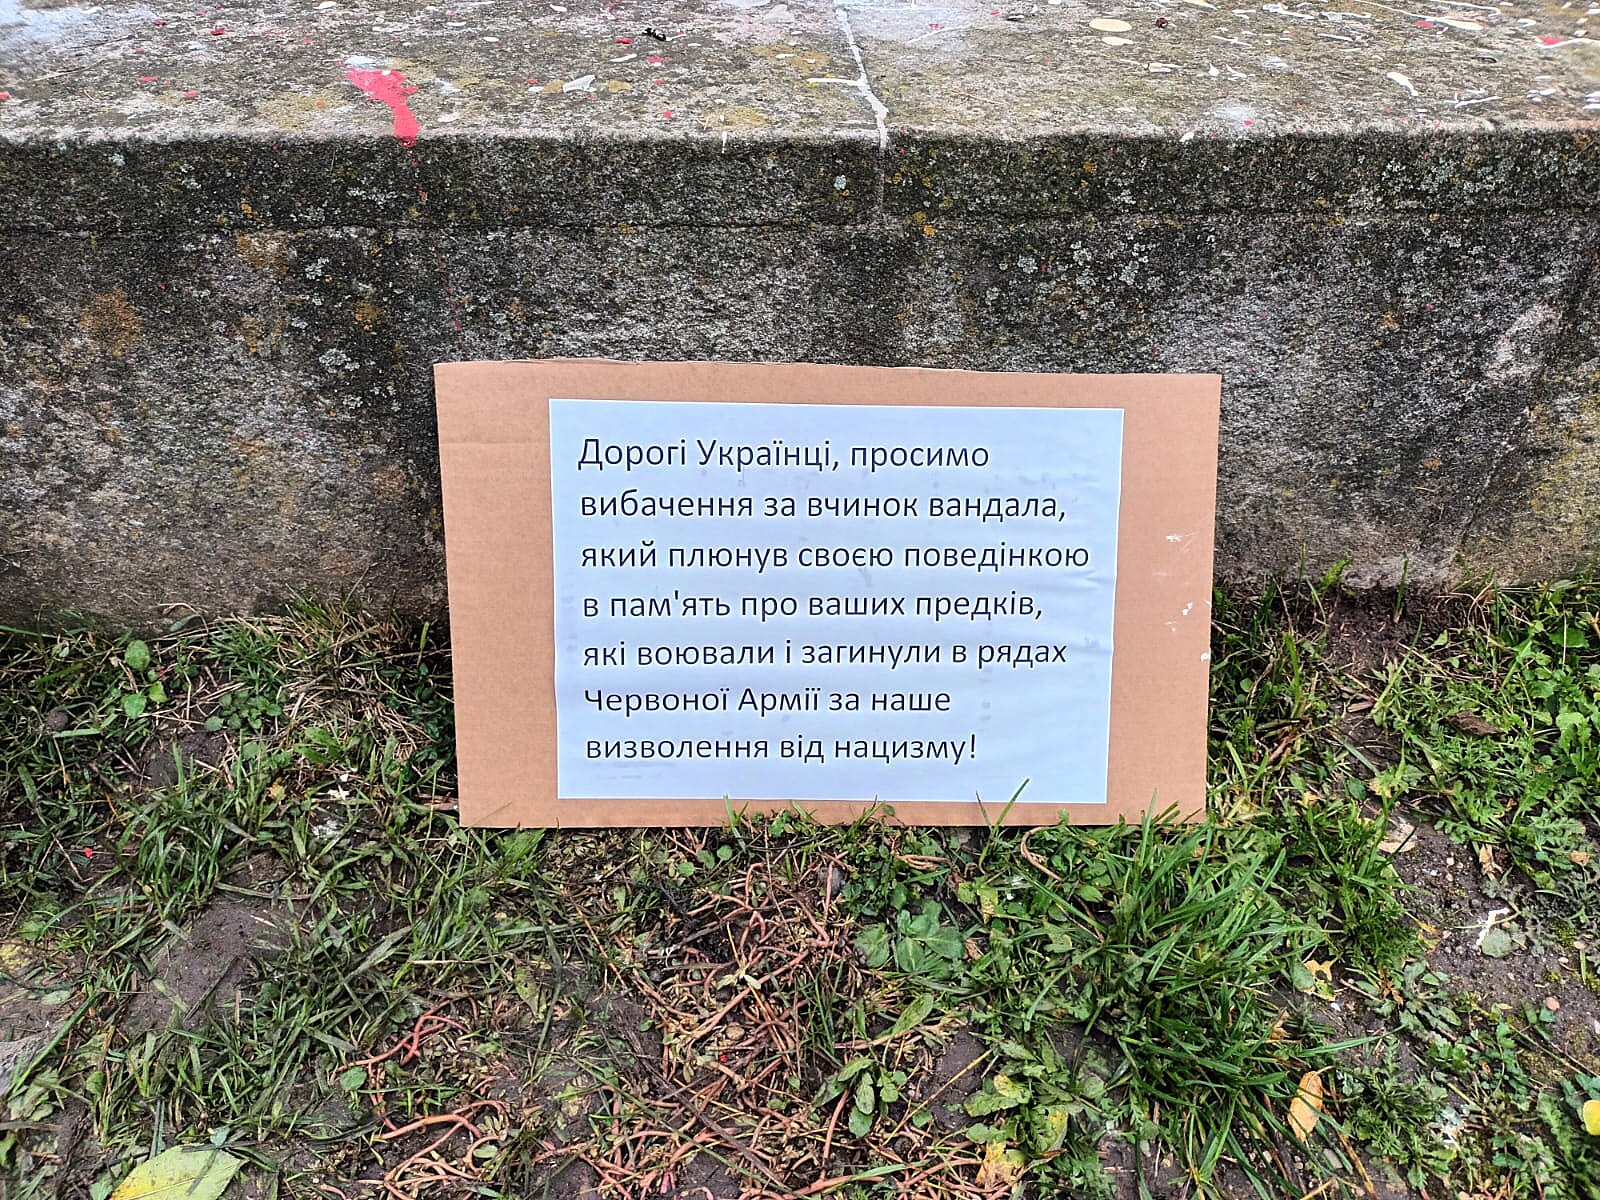 Дорогі Українці, просимо
вибачення за вчинок вандала,
який плюнув своєю поведінкою
в пам'ять про ваших предків,
які воювали і загинули в рядах
Червоної Армії за наше
визволення від нацизму!